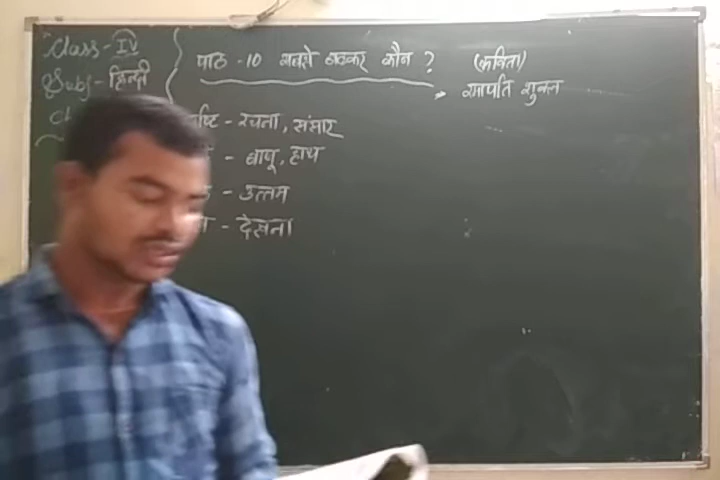 Class - IV
पाठ - 10 सबसे बढ़कर कौन ? (कविता)
Subj - हिन्दी
→ रमापति शुक्ल
- रचना, संसार
- बापू, हाथ
- उत्तम
- देखना